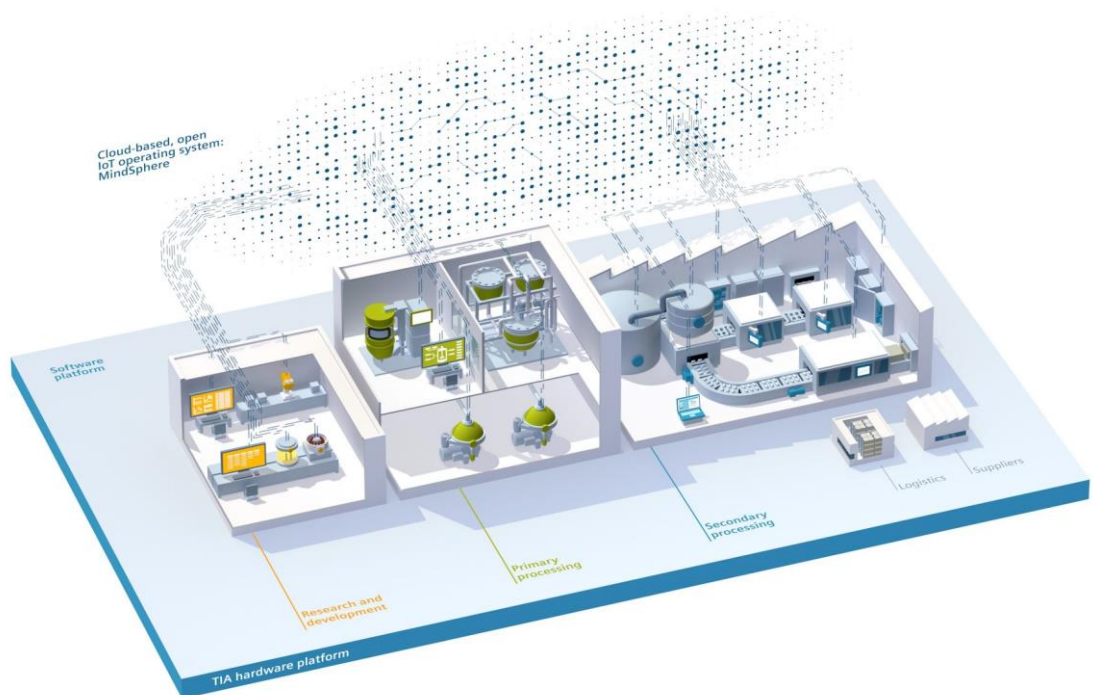 Cloud-based, open
IoT operating system:
MindSphere
Software
platform
Logistics
Suppliers
Secondary
processing
Primary
processing
Research and
development
TIA hardware platform